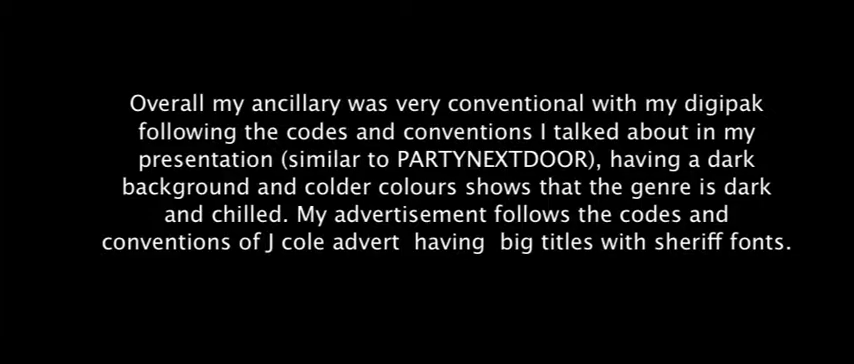 Overall my ancillary was very conventional with my digipak
following the codes and conventions I talked about in my
presentation (similar to PARTYNEXTDOOR), having a dark
background and colder colours shows that the genre is dark
and chilled. My advertisement follows the codes and
conventions of J cole advert  having  big titles with sheriff fonts.